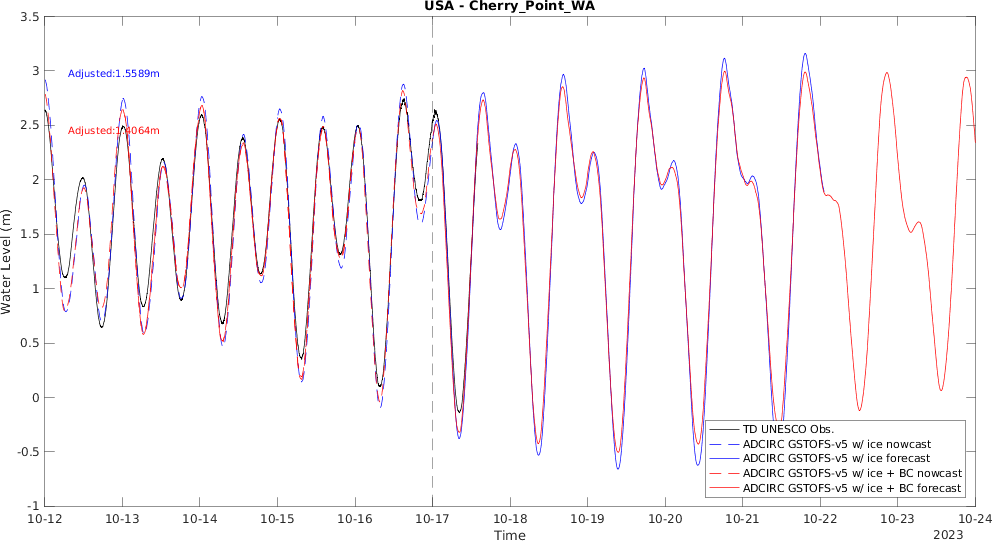 USA - Cherry_Point_WA
3.5
3
2.5
2
1.5
1
0.5
0
-0.5
-1
Water Level (m)
Adjusted:1.5589m
Adjusted:1.4064m
TD UNESCO Obs.
ADCIRC GSTOFS-v5 w/ ice nowcast
ADCIRC GSTOFS-v5 w/ ice forecast
ADCIRC GSTOFS-v5 w/ ice + BC nowcast
ADCIRC GSTOFS-v5 w/ ice + BC forecast
10-12 10-13 10-14 10-15 10-16 10-17 10-18 10-19 10-20 10-21 10-22 10-23 10-24
Time
2023